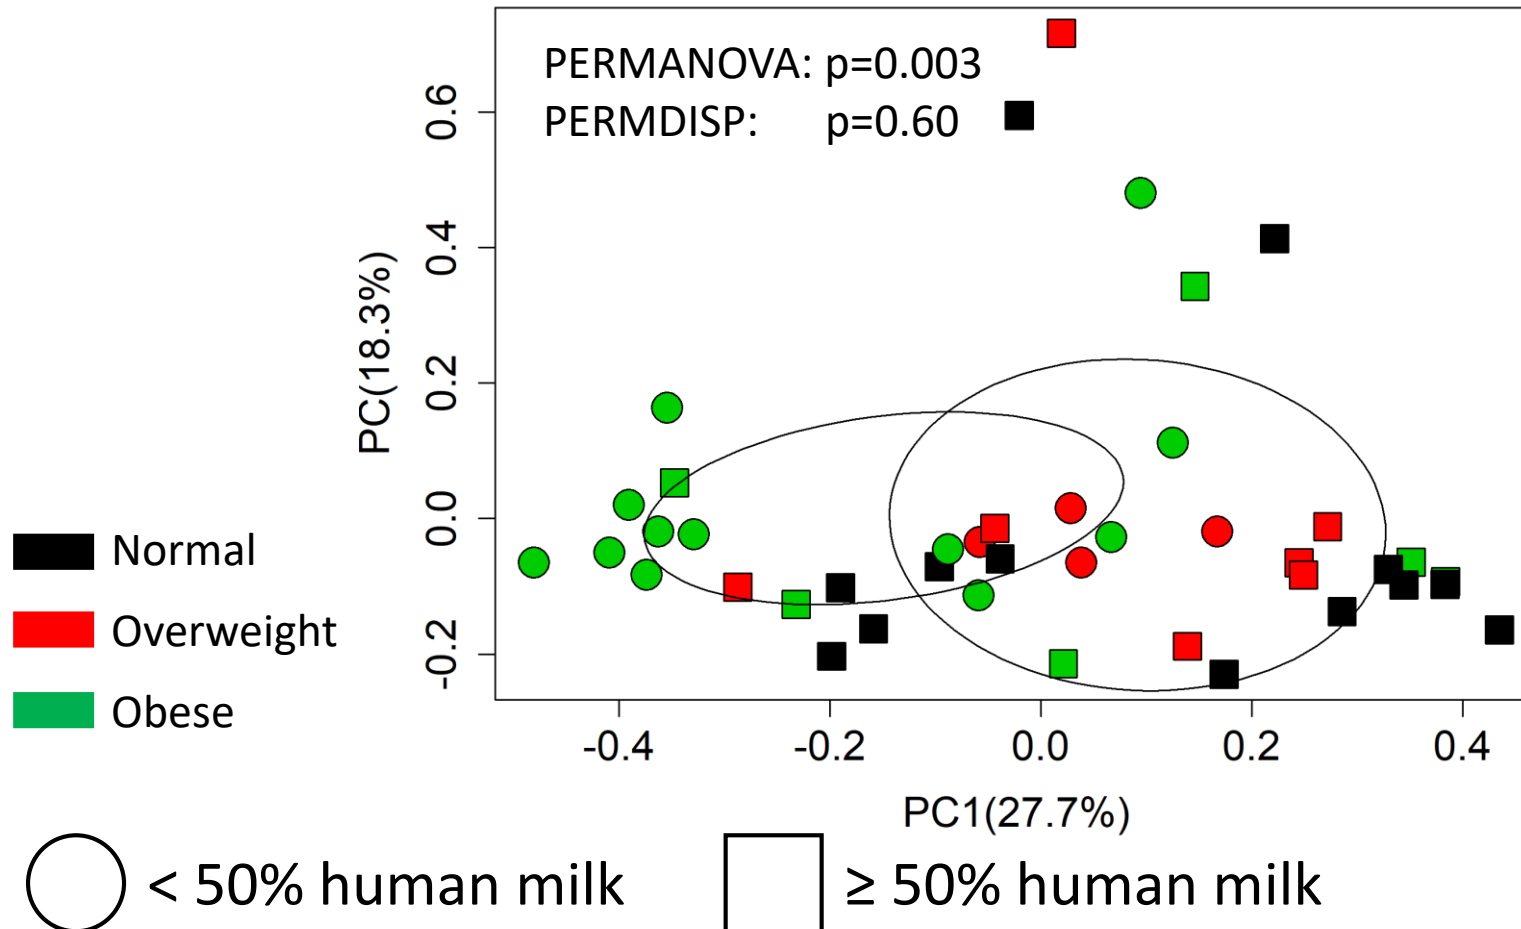 PERMANOVA: p=0.003
PERMDISP: p=0.60
PC(18.3%)
0.6
0.4
0.2
0.0
-0.2
-0.4 -0.2 0.0 0.2 0.4
PC1(27.7%)
Normal
Overweight
Obese
< 50% human milk
≥ 50% human milk